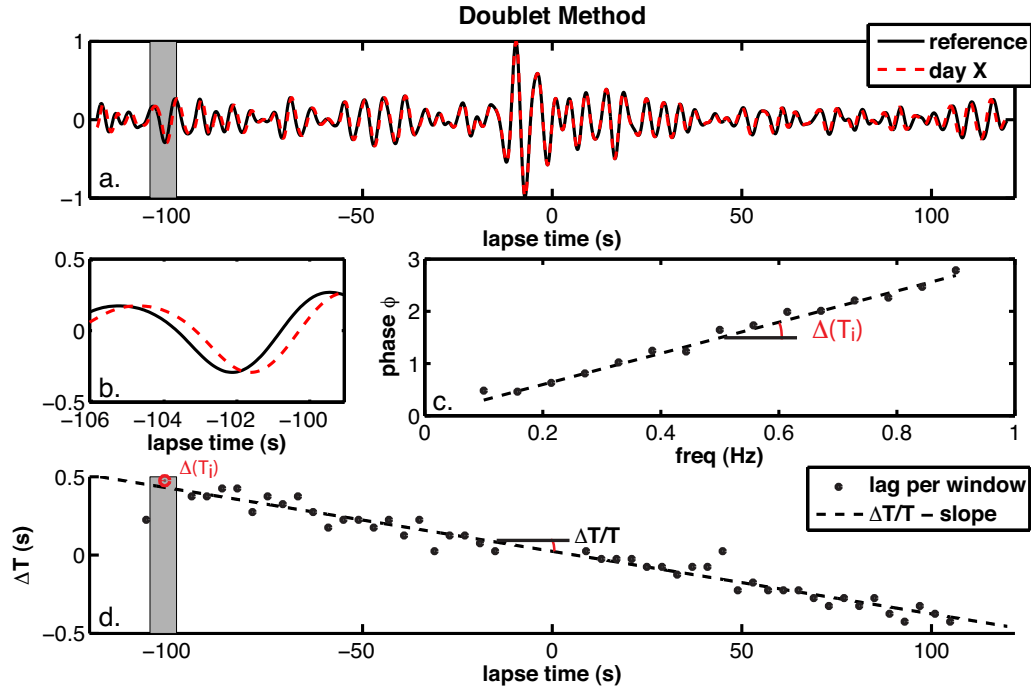 Doublet Method
1
0
−1
reference
day X
a.
−100
−50
0
50
100
lapse time (s)
0.5
0
−0.5
b.
−106
−104
−102
−100
lapse time (s)
3
2
1
0
phase ϕ
Δ(Ti)
c.
0
0.2
0.4
0.6
0.8
1
freq (Hz)
0.5
0
−0.5
ΔT (s)
Δ(Ti)
ΔT/T
lag per window
ΔT/T − slope
d.
−100
−50
0
50
100
lapse time (s)